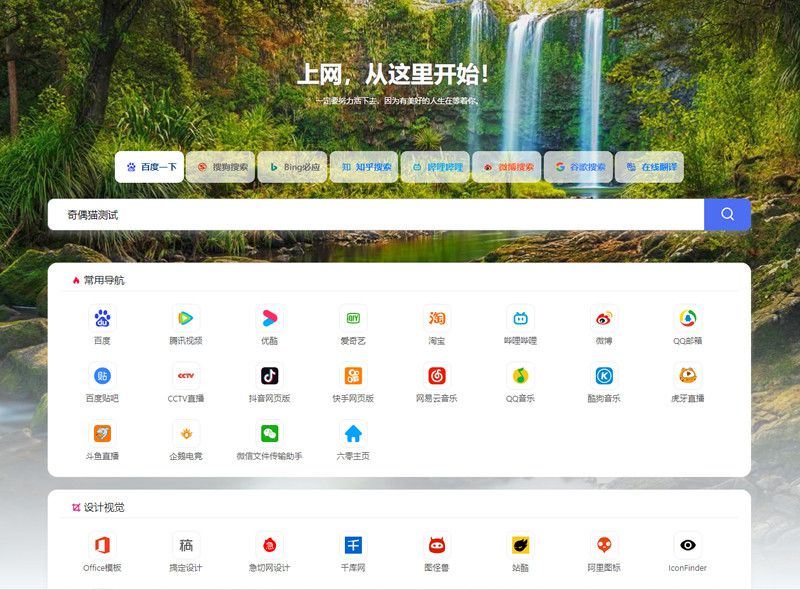 上网，从这里开始！
一定要努力活下去，因为有美好的人生在等着你。
百度一下 搜狗搜索 Bing必应 知 知乎搜索 哔哩哔哩 微博搜索 谷歌搜索 在线翻译
奇偶猫测试
常用导航
百度 腾讯视频 优酷 爱奇艺 淘宝 哔哩哔哩 微博 QQ邮箱
百度贴吧 CCTV直播 抖音网页版 快手网页版 网易云音乐 QQ音乐 酷狗音乐 虎牙直播
斗鱼直播 企鹅电竞 微信文件传输助手 六零主页
设计视觉
Office模板 搞定设计 急切网设计 千库网 图怪兽 站酷 阿里图标 IconFinder